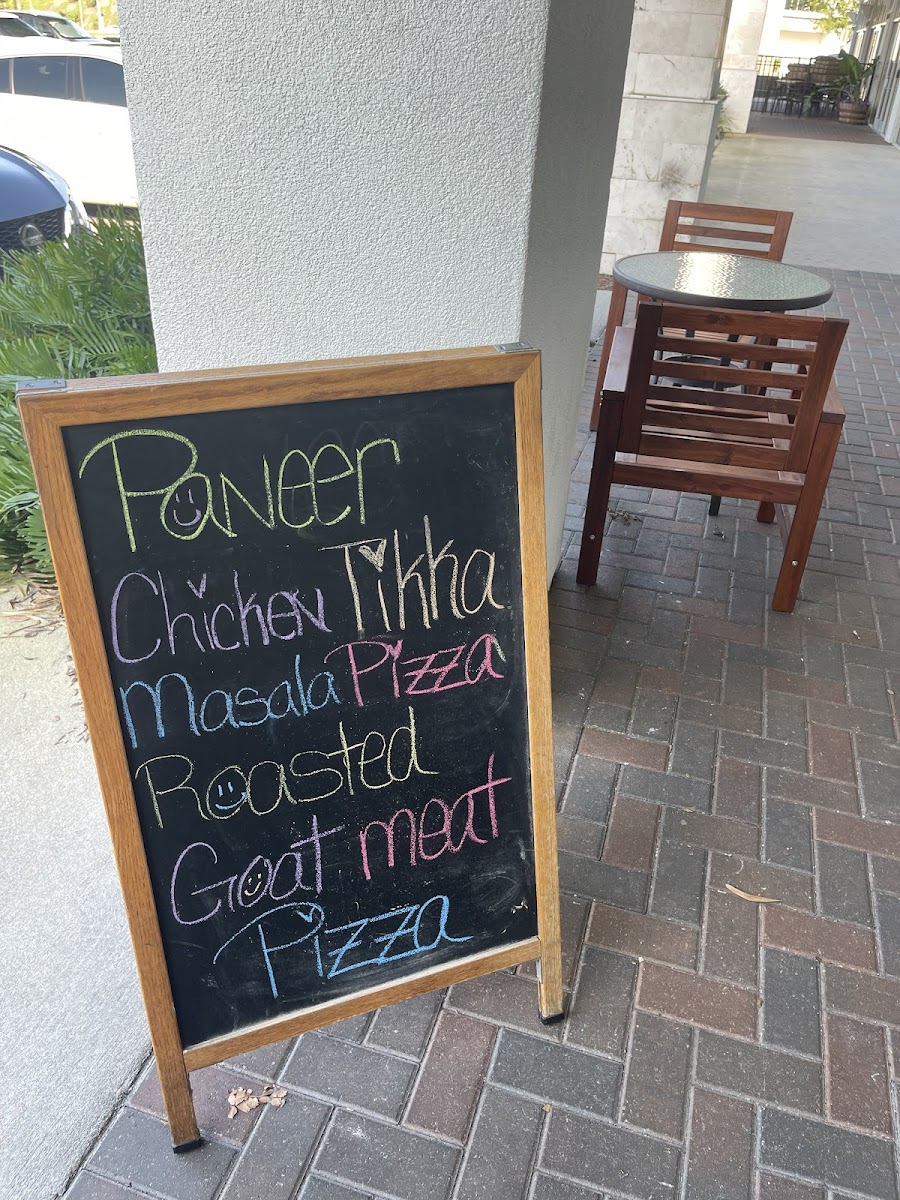 Paneer
Chicken Tikka
Masala Pizza
Roasted
Goat meat
Pizza